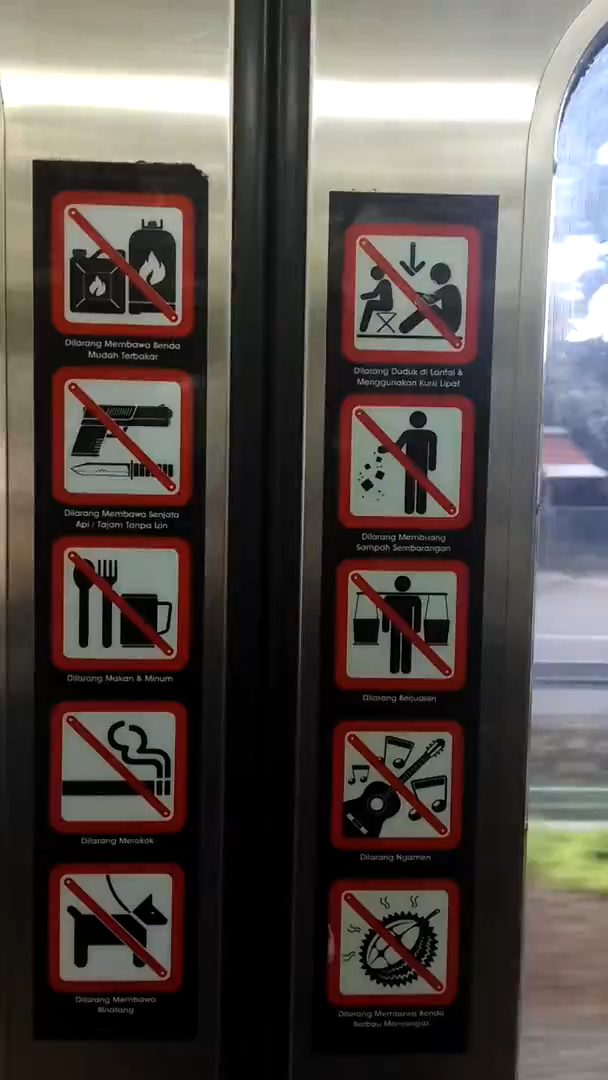 Dilarang Membawa Benda
Mudah Terbakar
Dilarang Membawa Senjata
Api / Tajam Tanpa Izin
Dilarang Makan & Minum
Dilarang Merokok
Dilarang Membawa
Binatang
Dilarang Duduk di Lantai &
Menggunakan Kursi Lipat
Dilarang Membuang
Sampah Sembarangan
Dilarang Berjualan
Dilarang Ngamen
Dilarang Membawa Benda
Berbau Menyengat